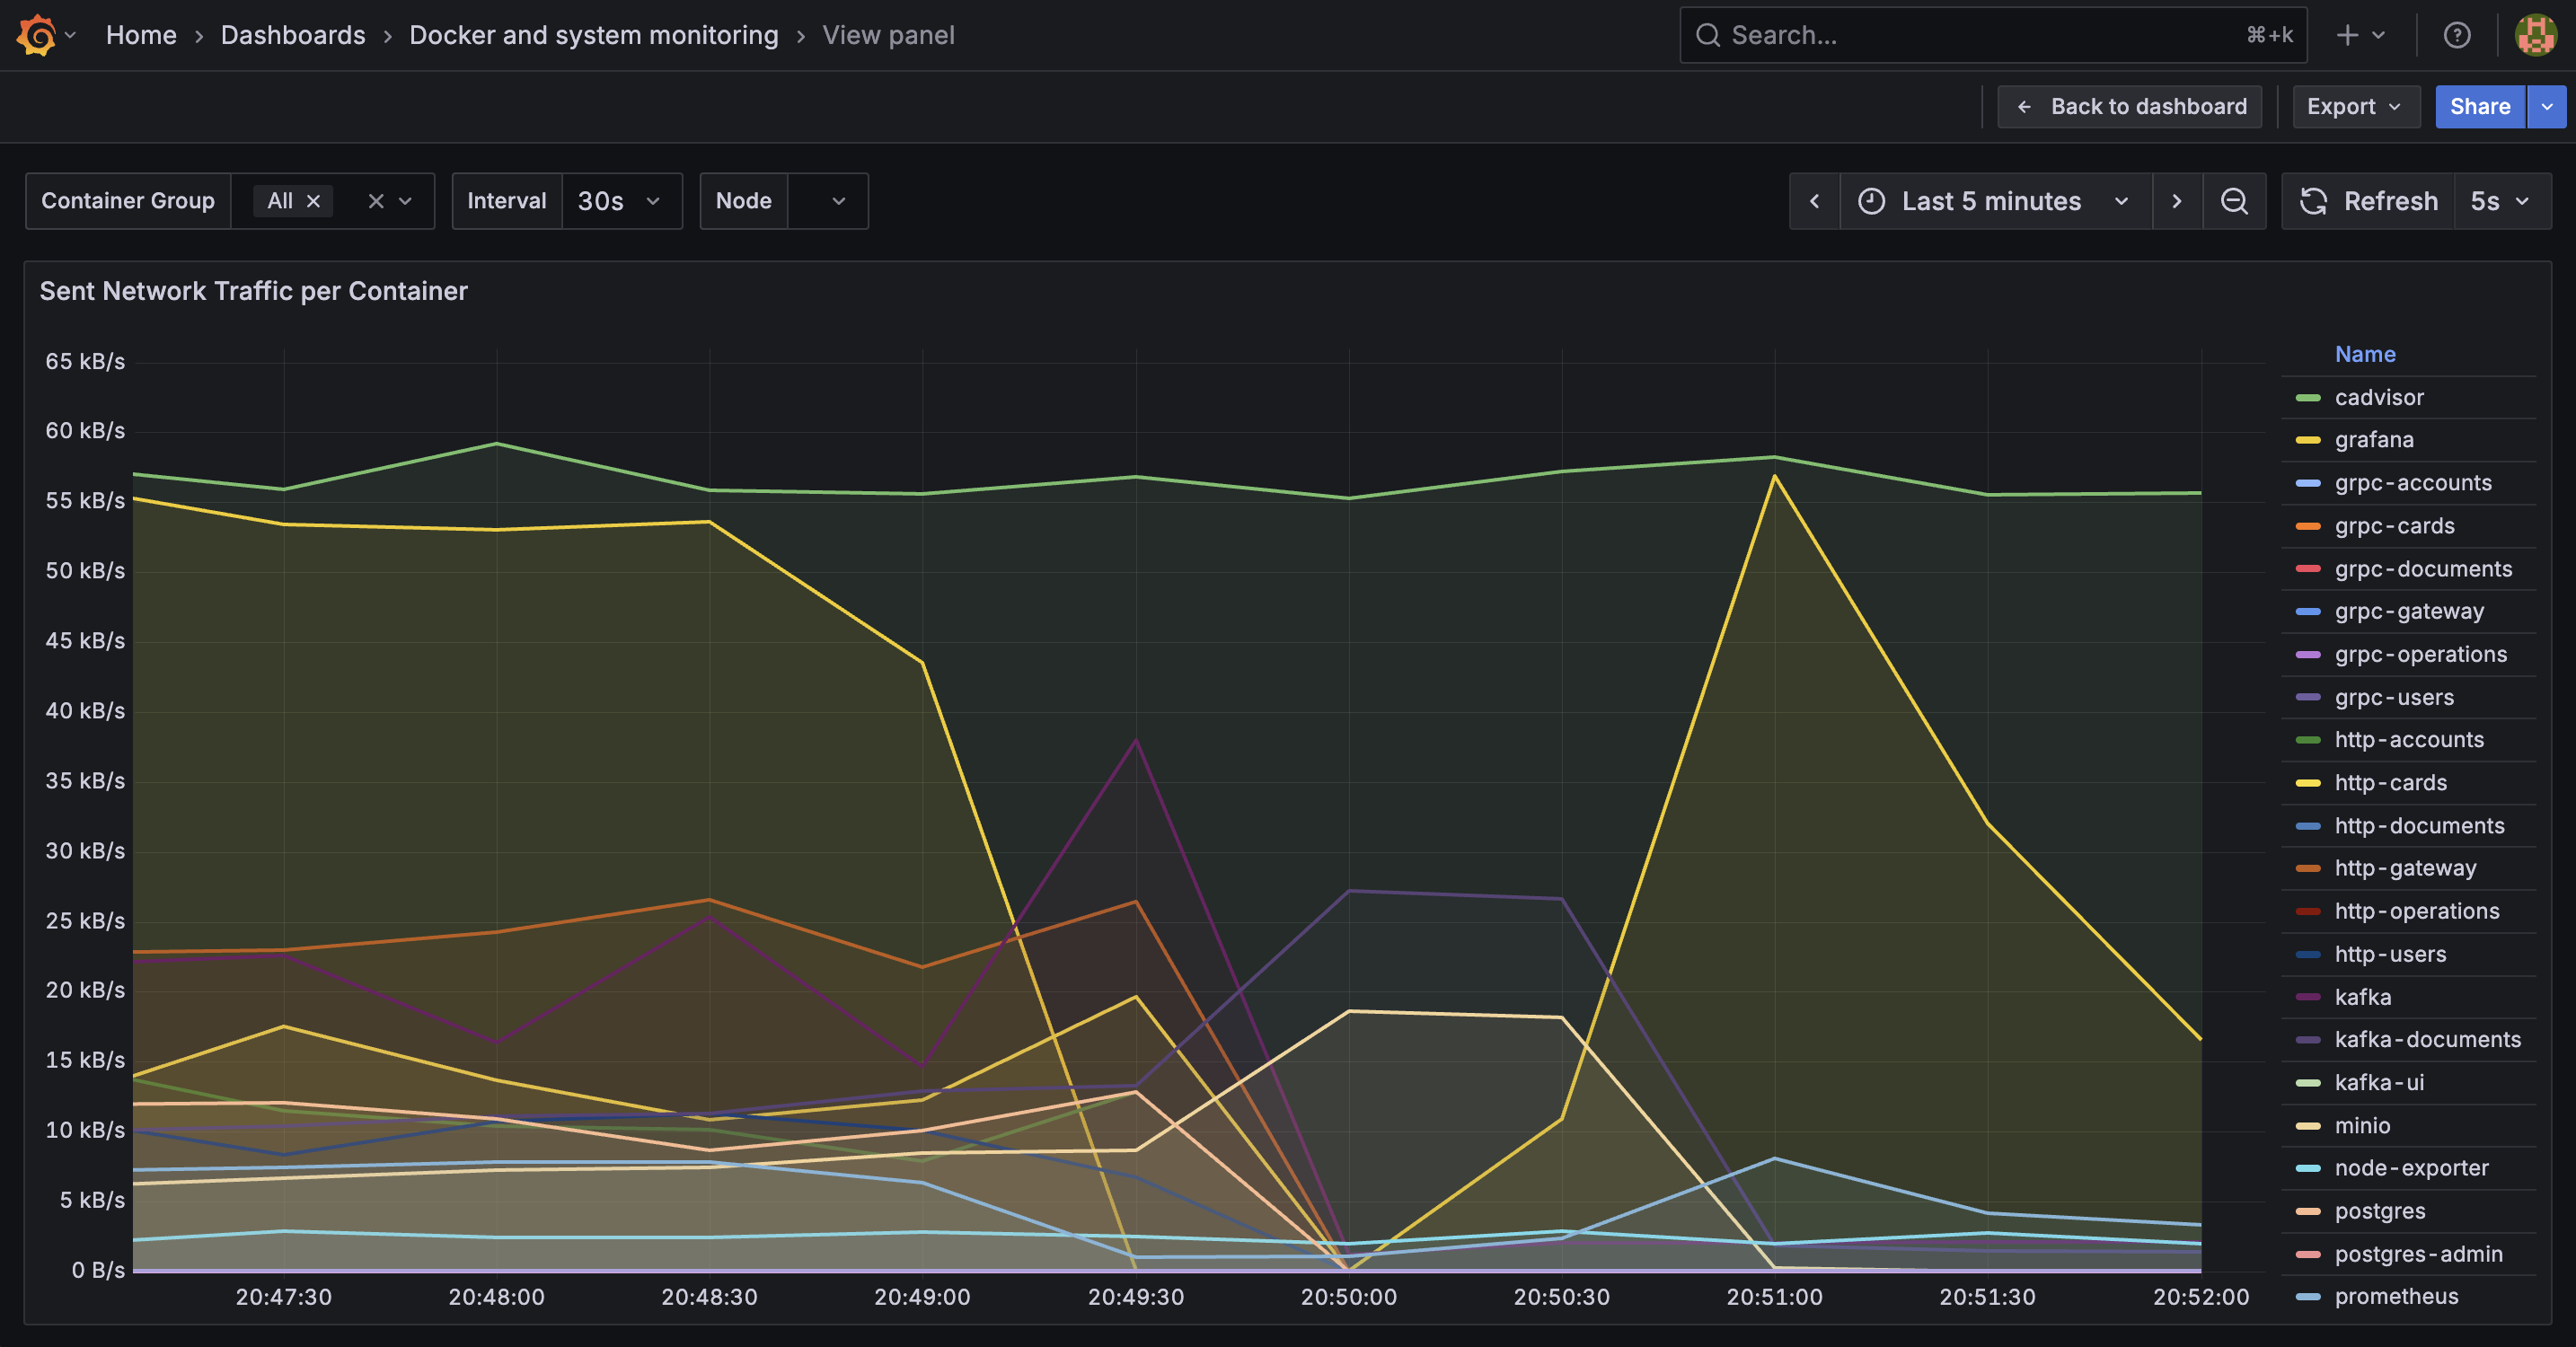 Home › Dashboards › Docker and system monitoring › View panel
Search...
⌘+k
Back to dashboard
Export
Share
Container Group
All
Interval
30s
Node
Last 5 minutes
Refresh
5s
Sent Network Traffic per Container
65 kB/s
60 kB/s
55 kB/s
50 kB/s
45 kB/s
40 kB/s
35 kB/s
30 kB/s
25 kB/s
20 kB/s
15 kB/s
10 kB/s
5 kB/s
0 B/s
20:47:30
20:48:00
20:48:30
20:49:00
20:49:30
20:50:00
20:50:30
20:51:00
20:51:30
20:52:00
Name
cadvisor
grafana
grpc-accounts
grpc-cards
grpc-documents
grpc-gateway
grpc-operations
grpc-users
http-accounts
http-cards
http-documents
http-gateway
http-operations
http-users
kafka
kafka-documents
kafka-ui
minio
node-exporter
postgres
postgres-admin
prometheus